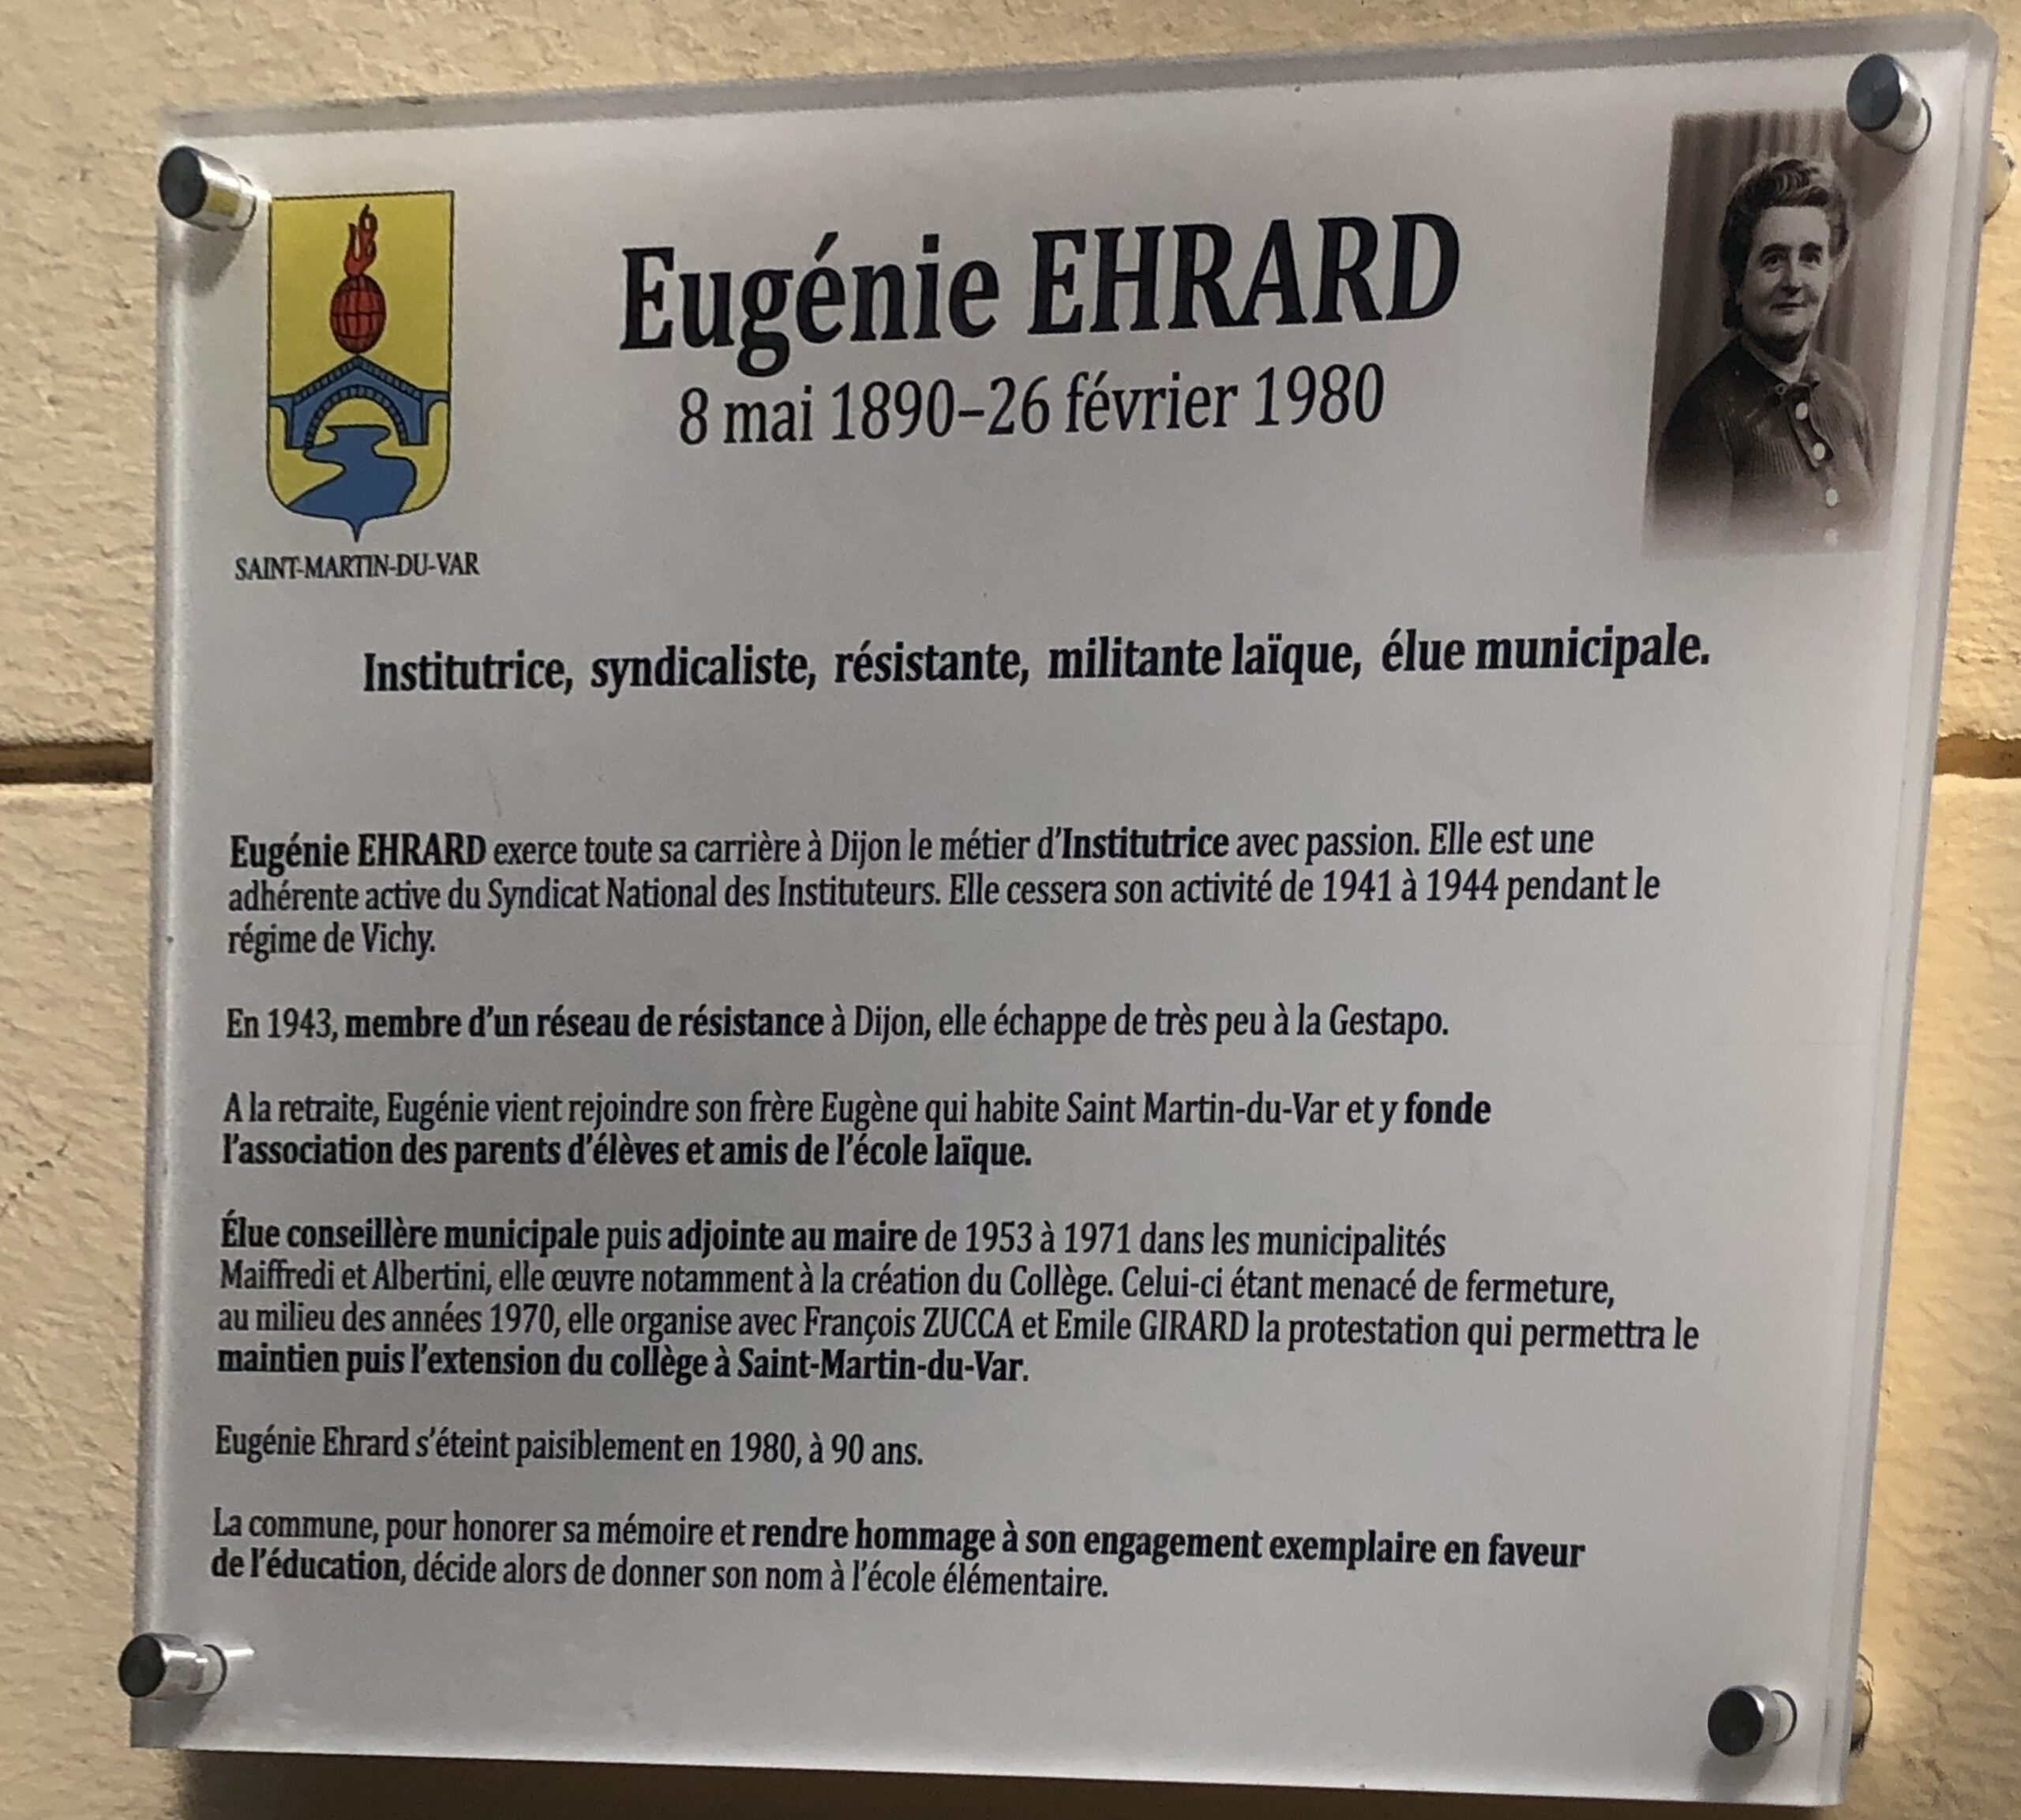 Eugénie EHRARD
8 mai 1890–26 février 1980
SAINT-MARTIN-DU-VAR
Institutrice, syndicaliste, résistante, militante laïque, élue municipale.
Eugénie EHRARD exerce toute sa carrière à Dijon le métier d'Institutrice avec passion. Elle est une
adhérente active du Syndicat National des Instituteurs. Elle cessera son activité de 1941 à 1944 pendant le
régime de Vichy.
En 1943, membre d'un réseau de résistance à Dijon, elle échappe de très peu à la Gestapo.
A la retraite, Eugénie vient rejoindre son frère Eugène qui habite Saint Martin-du-Var et y fonde
l'association des parents d'élèves et amis de l'école laïque.
Élue conseillère municipale puis adjointe au maire de 1953 à 1971 dans les municipalités
Maiffredi et Albertini, elle œuvre notamment à la création du Collège. Celui-ci étant menacé de fermeture,
au milieu des années 1970, elle organise avec François ZUCCA et Emile GIRARD la protestation qui permettra le
maintien puis l'extension du collège à Saint-Martin-du-Var.
Eugénie Ehrard s'éteint paisiblement en 1980, à 90 ans.
La commune, pour honorer sa mémoire et rendre hommage à son engagement exemplaire en faveur
de l'éducation, décide alors de donner son nom à l'école élémentaire.